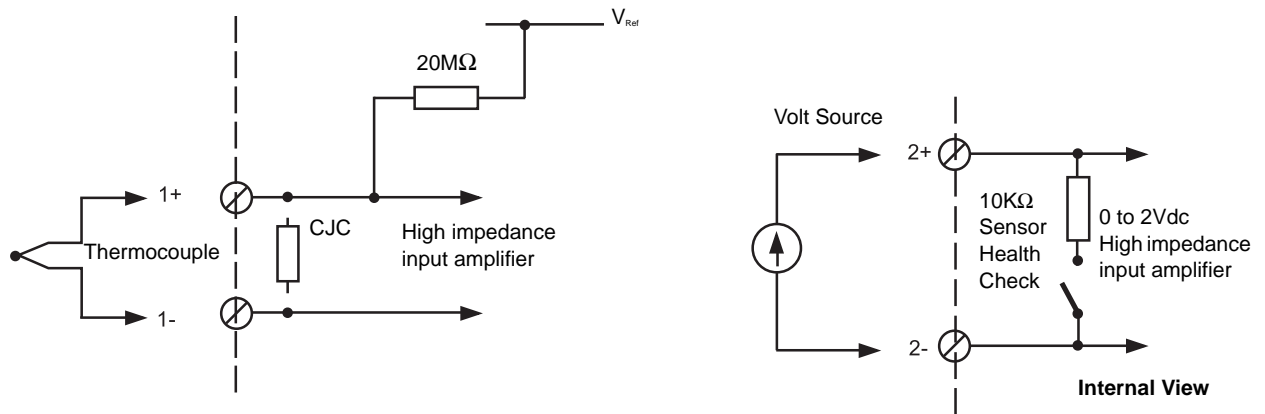 V Ref
20MΩ
1+
CJC
Thermocouple
High impedance
input amplifier
1-
Volt Source
2+
10KΩ
Sensor
Health
Check
0 to 2Vdc
High impedance
input amplifier
2-
Internal View